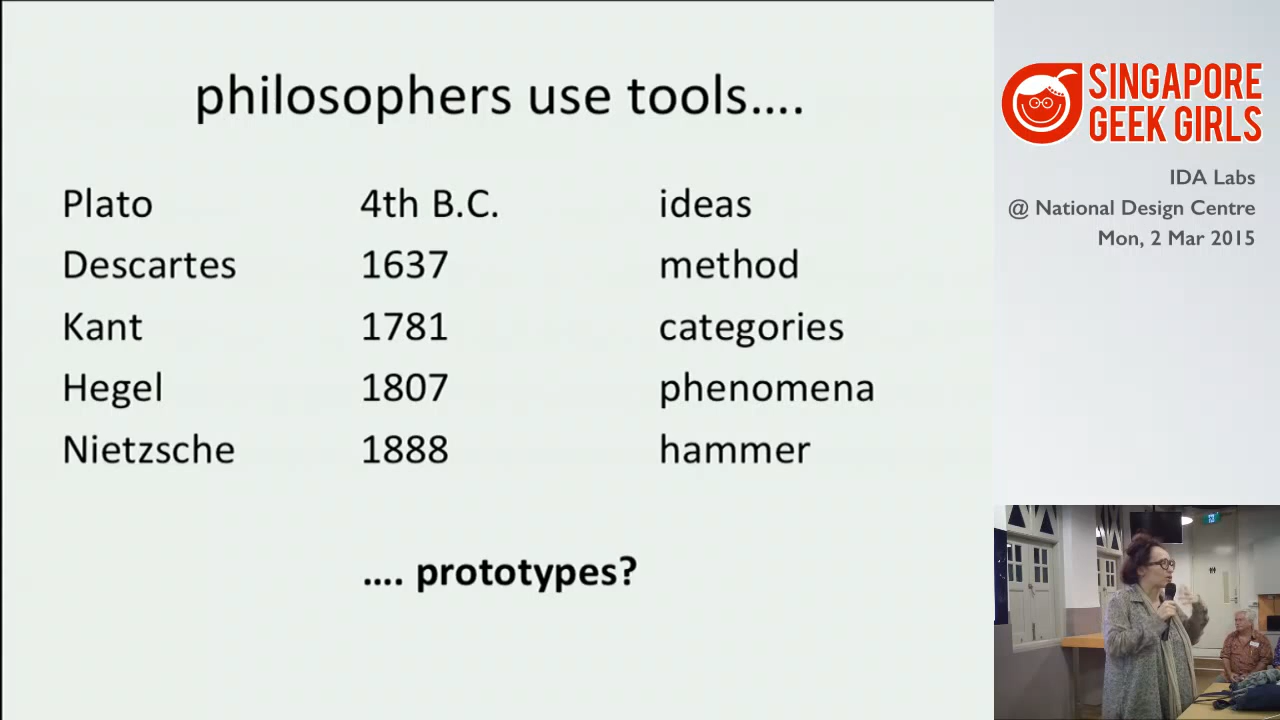 philosophers use tools....
Plato 4th B.C. ideas
Descartes 1637 method
Kant 1781 categories
Hegel 1807 phenomena
Nietzsche 1888 hammer
.... prototypes?
SINGAPORE
GEEK GIRLS
IDA Labs
@ National Design Centre
Mon, 2 Mar 2015